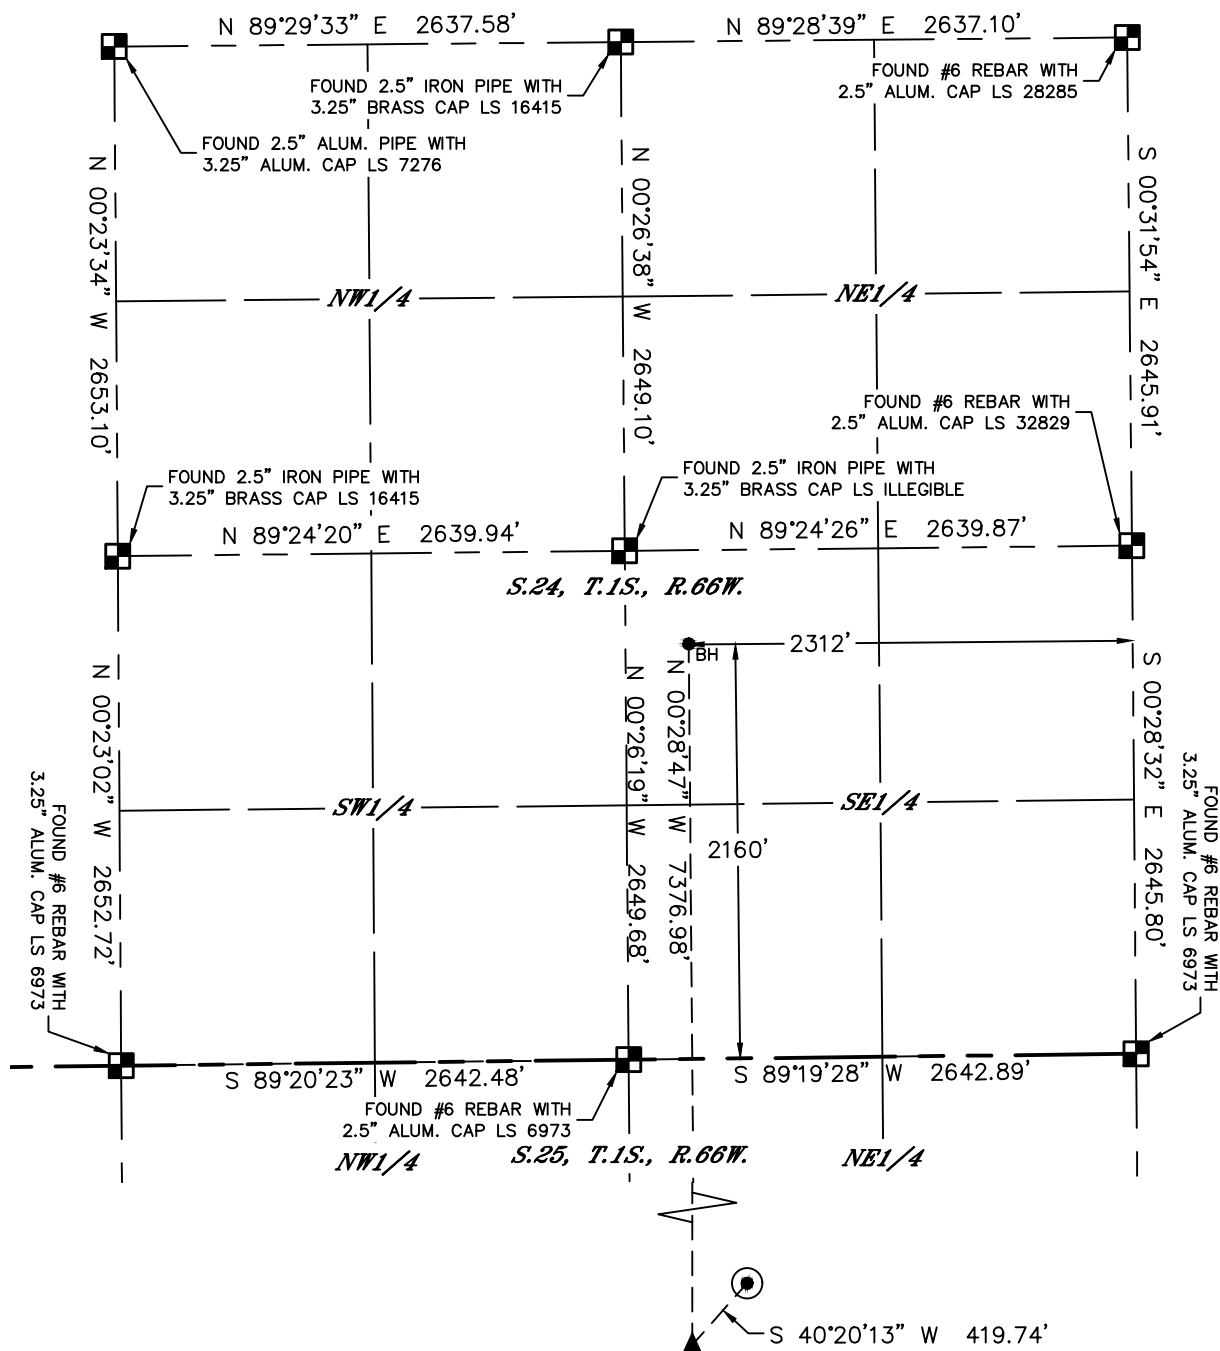 N 89°29'33" E 2637.58'
N 89°28'39" E 2637.10'
FOUND 2.5" IRON PIPE WITH
3.25" BRASS CAP LS 16415
FOUND #6 REBAR WITH
2.5" ALUM. CAP LS 28285
FOUND 2.5" ALUM. PIPE WITH
3.25" ALUM. CAP LS 7276
N 00°23'34" W 2653.10'
N 00°26'38" W 2649.10'
S 00°31'54" E 2645.91'
NW1/4
NE1/4
FOUND #6 REBAR WITH
2.5" ALUM. CAP LS 32829
FOUND 2.5" IRON PIPE WITH
3.25" BRASS CAP LS 16415
FOUND 2.5" IRON PIPE WITH
3.25" BRASS CAP LS ILLEGIBLE
N 89°24'20" E 2639.94'
N 89°24'26" E 2639.87'
S.24, T.1S., R.66W.
2312'
BH
N 00°23'02" W 2652.72'
N 00°26'19" W 2649.68'
N 00°28'47" W 7376.98'
S 00°28'32" E 2645.80'
FOUND #6 REBAR WITH
3.25" ALUM. CAP LS 6973
FOUND #6 REBAR WITH
3.25" ALUM. CAP LS 6973
SW1/4
SE1/4
2160'
S 89°20'23" W 2642.48'
S 89°19'28" W 2642.89'
FOUND #6 REBAR WITH
2.5" ALUM. CAP LS 6973
NW1/4
S.25, T.1S., R.66W.
NE1/4
S 40°20'13" W 419.74'